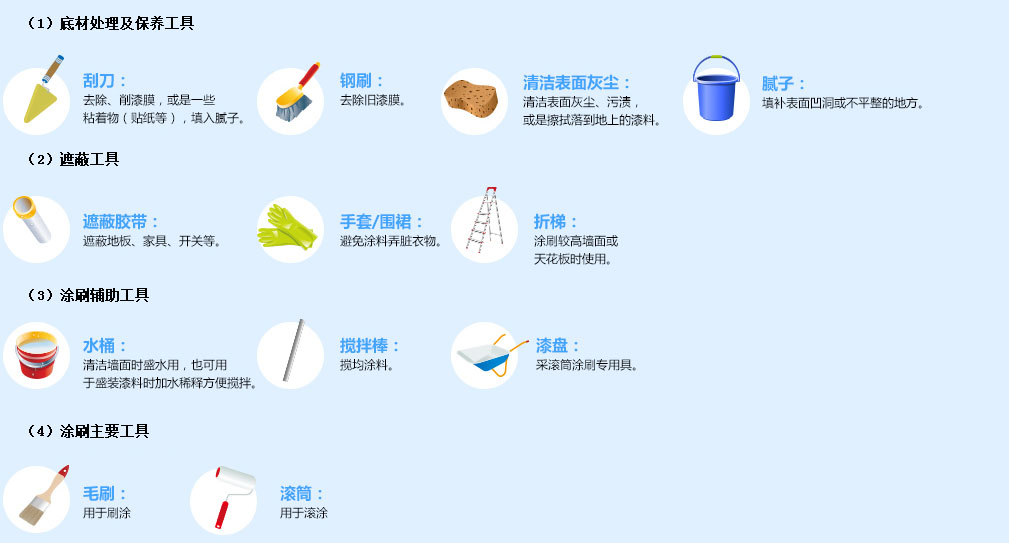 （1）底材处理及保养工具
刮刀：
去除、削漆膜，或是一些
粘着物（贴纸等），填入腻子。
钢刷：
去除旧漆膜。
清洁表面灰尘：
清洁表面灰尘、污渍，
或是擦拭落到地上的漆料。
腻子：
填补表面凹洞或不平整的地方。
（2）遮蔽工具
遮蔽胶带：
遮蔽地板、家具、开关等。
手套/围裙：
避免涂料弄脏衣物。
折梯：
涂刷较高墙面或
天花板时使用。
（3）涂刷辅助工具
水桶：
清洁墙面时盛水用，也可用
于盛装漆料时加水稀释方便搅拌。
搅拌棒：
搅均涂料。
漆盘：
采滚筒涂刷专用具。
（4）涂刷主要工具
毛刷：
用于刷涂
滚筒：
用于滚涂